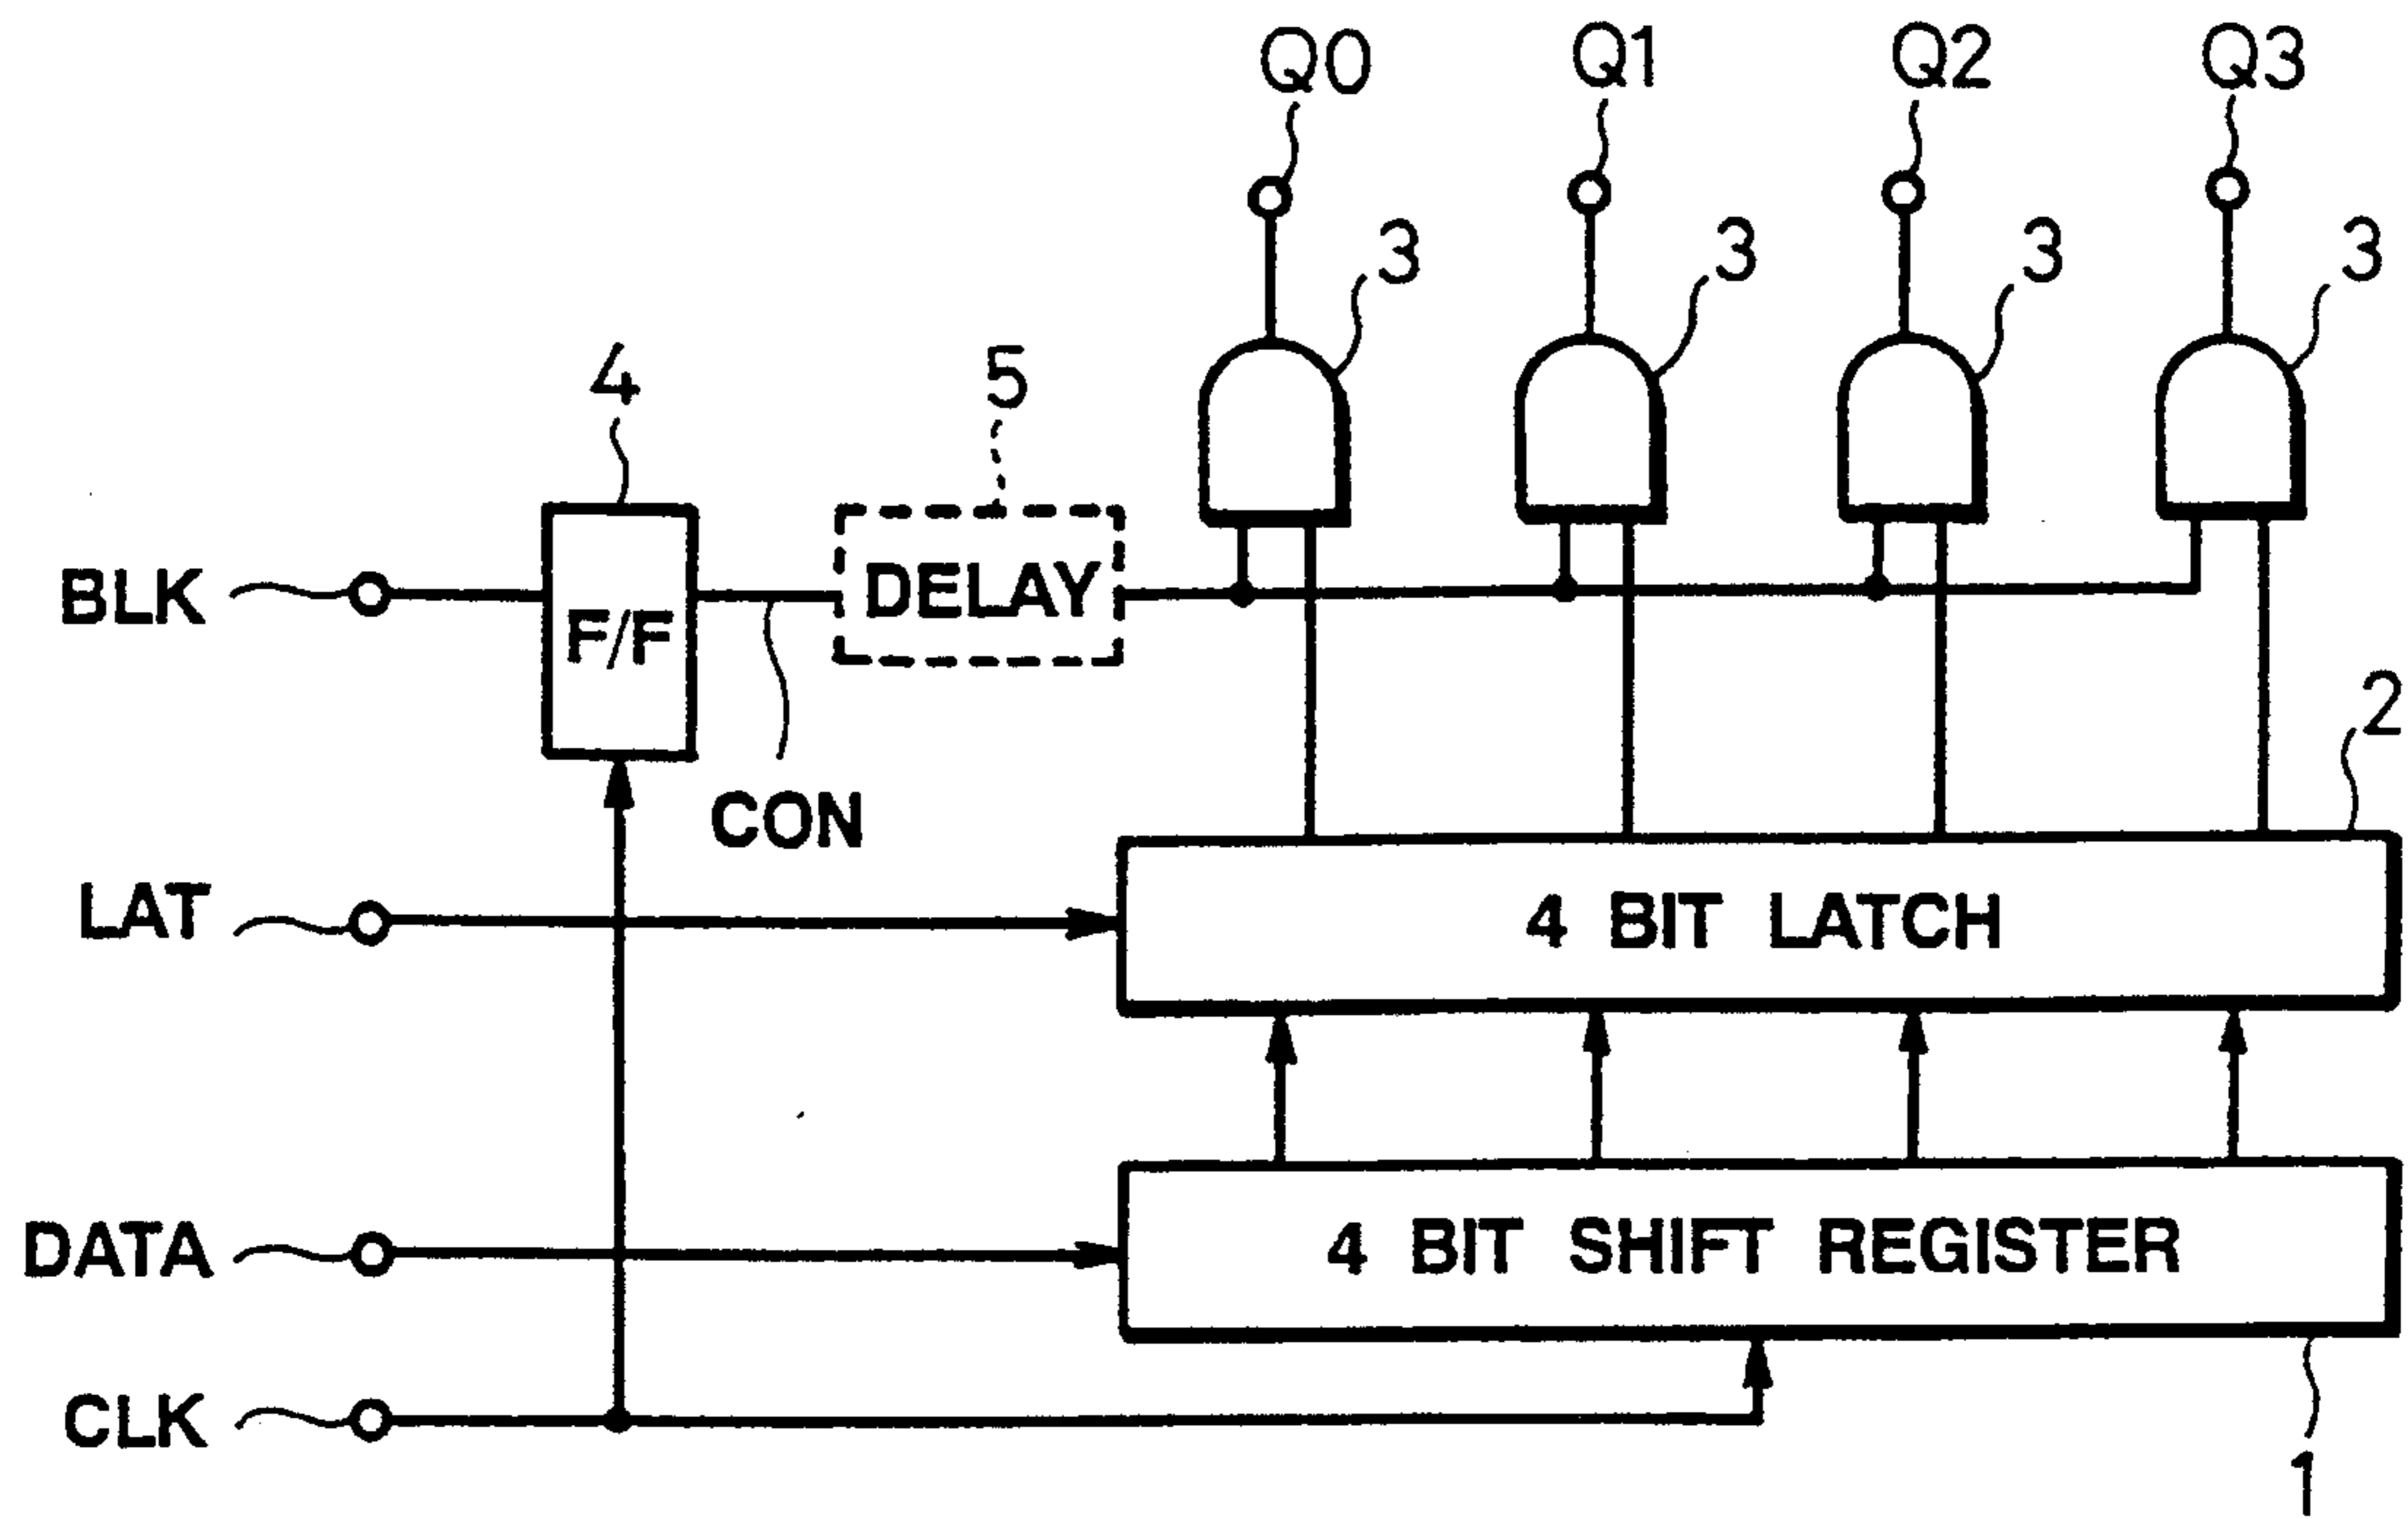 Q0 Q1 Q2 Q3
3 3 3 3
4 5
BLK F/F DELAY
CON
2
LAT 4 BIT LATCH
DATA 4 BIT SHIFT REGISTER
CLK
1